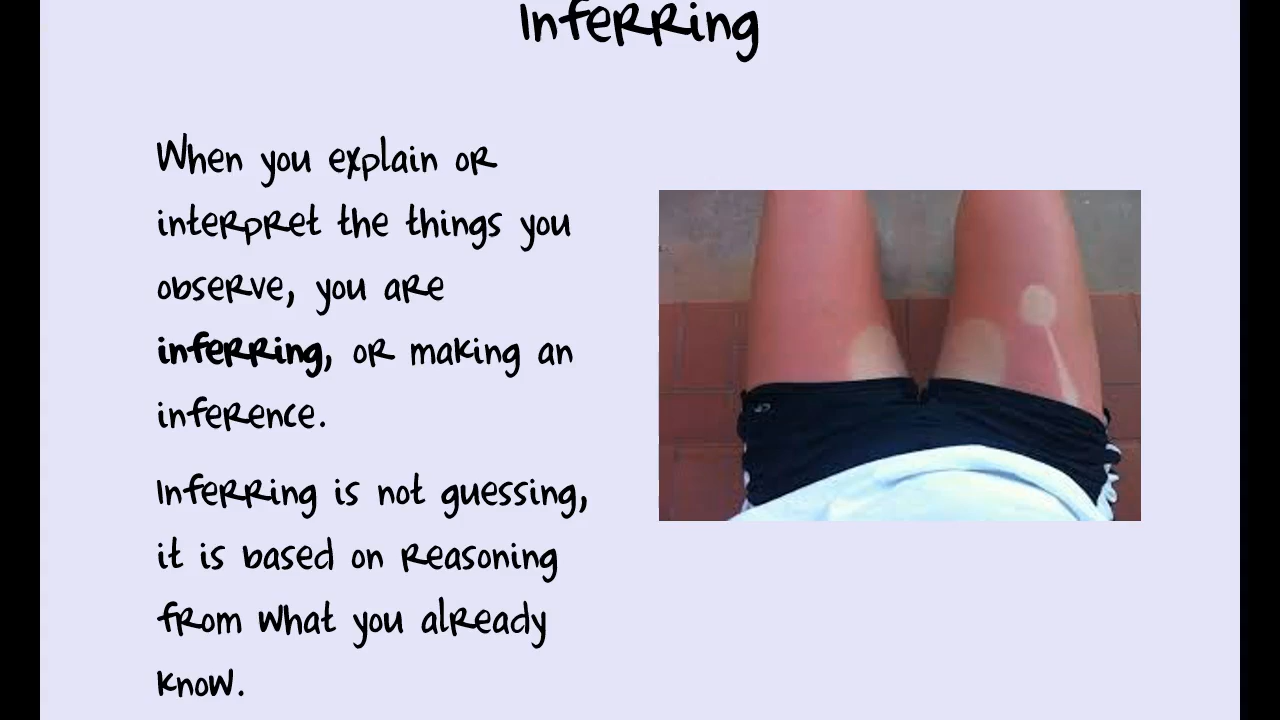 Inferring
When you explain or
interpret the things you
observe, you are
inferring, or making an
inference.
Inferring is not guessing,
it is based on reasoning
from what you already
know.